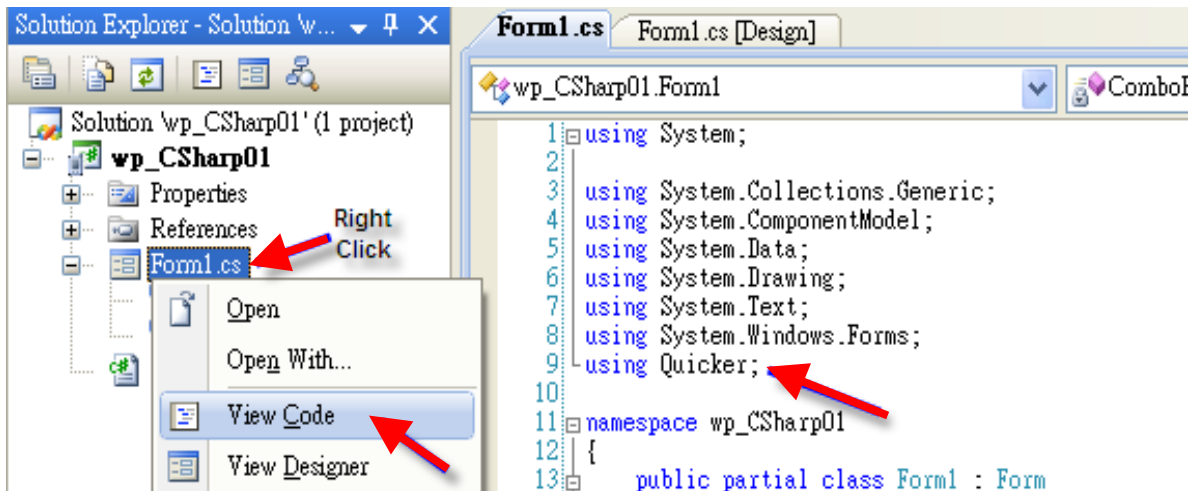 Solution Explorer - Solution 'w...
Solution 'wp_CSharp01' (1 project)
wp_CSharp01
Properties
References
Form1.cs
Right
Click
Open
Open With...
View Code
View Designer
Form1.cs
Form1.cs [Design]
wp_CSharp01.Form1
ComboB
1 using System;
2
3 using System.Collections.Generic;
4 using System.ComponentModel;
5 using System.Data;
6 using System.Drawing;
7 using System.Text;
8 using System.Windows.Forms;
9 using Quicker;
10
11 namespace wp_CSharp01
12 {
13 public partial class Form1 : Form